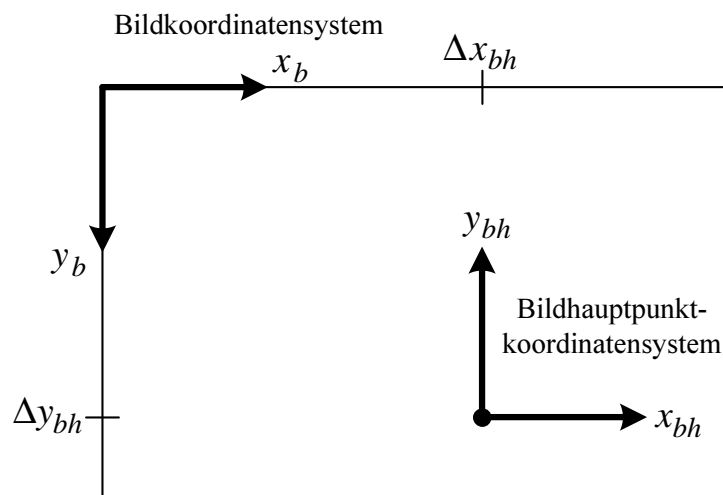 Bildkoordinatensystem
x_b
Δx_bh
y_b
y_bh
Bildhauptpunkt-
koordinatensystem
Δy_bh
x_bh